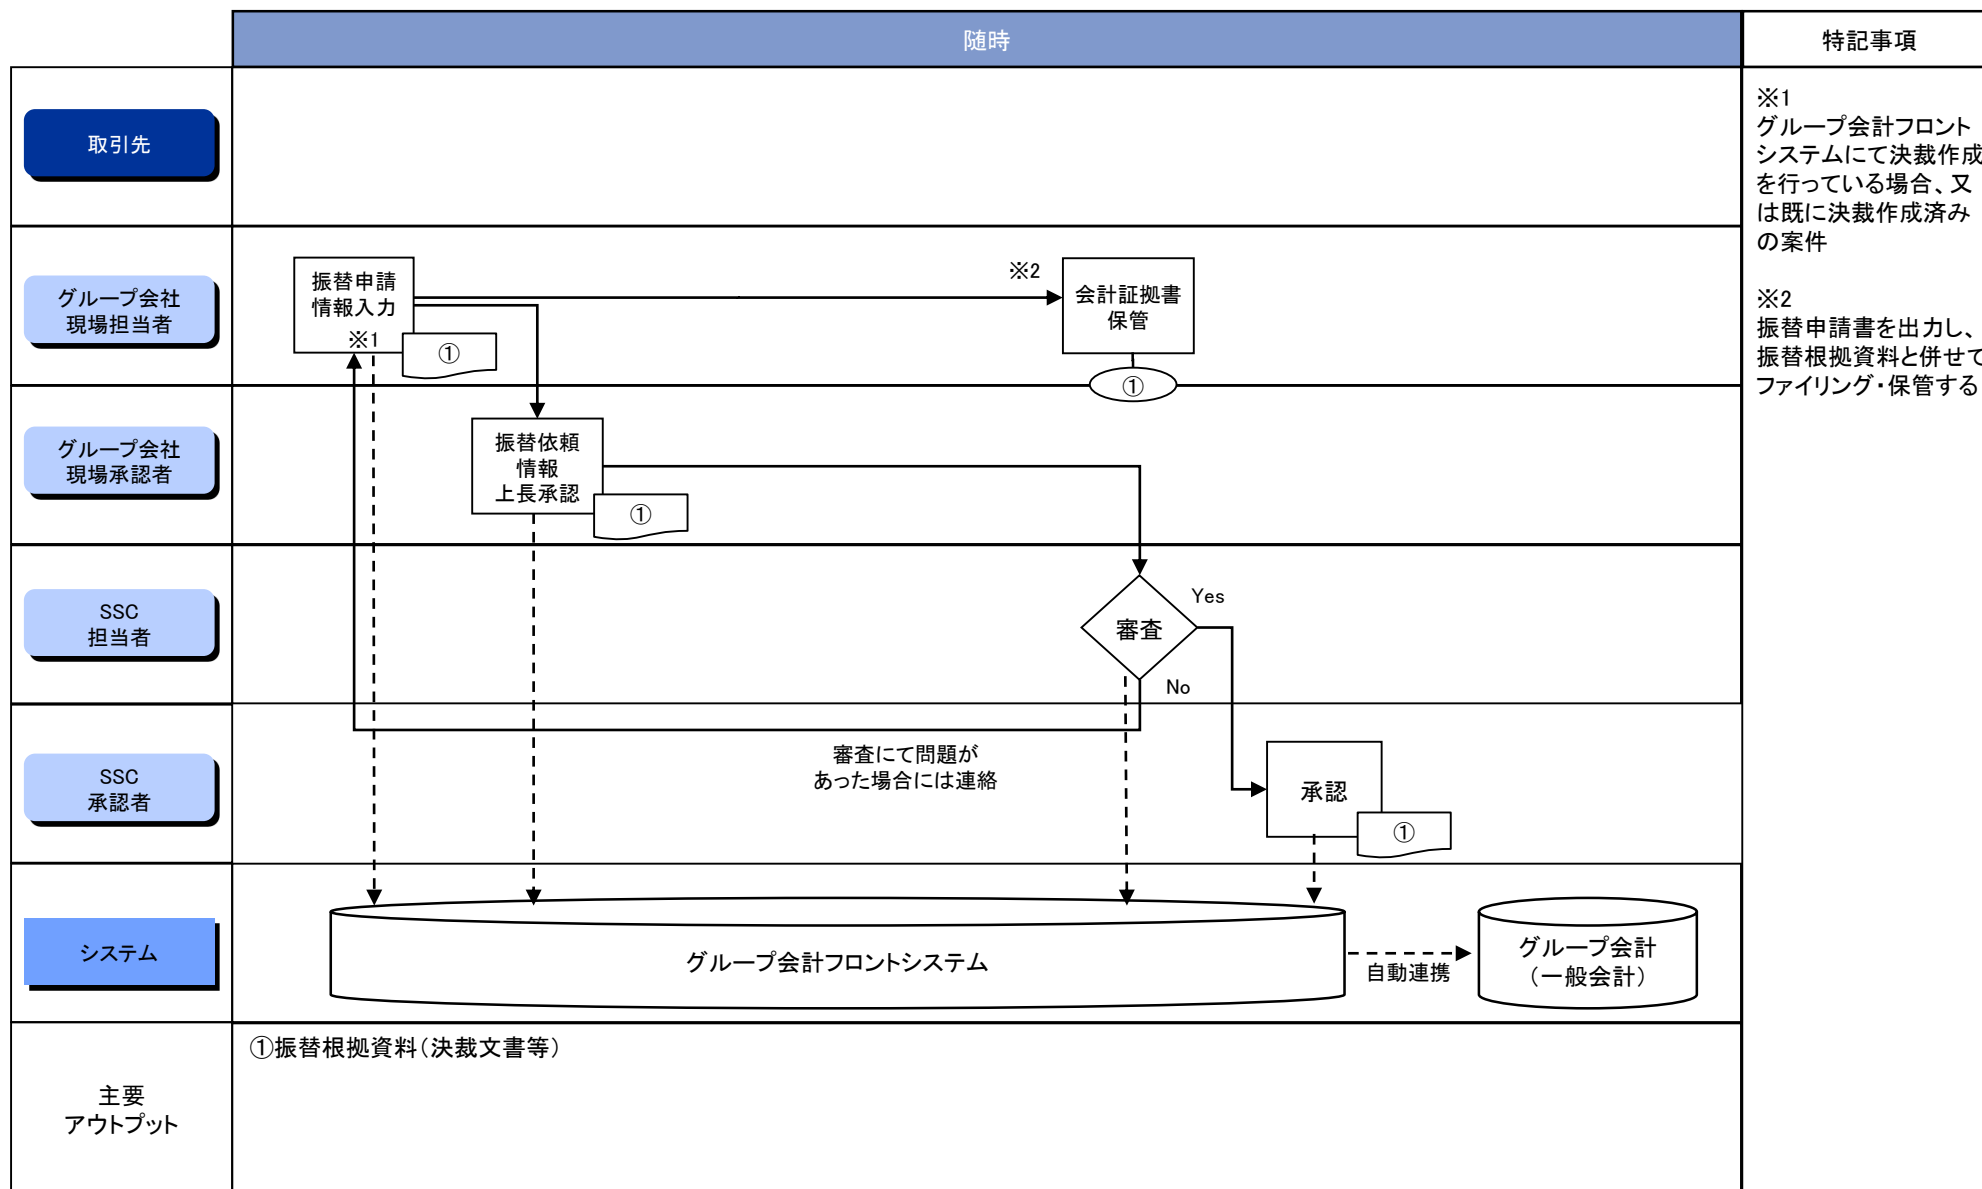 随時
特記事項
取引先
※1
グループ会計フロント
システムにて決裁作成
を行っている場合、又
は既に決裁作成済み
の案件
※2
振替申請書を出力し、
振替根拠資料と併せて
ファイリング・保管する
グループ会社
現場担当者
振替申請
情報入力
※1
①
※2
会計証拠書
保管
①
グループ会社
現場承認者
振替依頼
情報
上長承認
①
SSC
担当者
審査
Yes
No
SSC
承認者
審査にて問題が
あった場合には連絡
承認
①
システム
グループ会計フロントシステム
自動連携
グループ会計
（一般会計）
主要
アウトプット
①振替根拠資料（決裁文書等）